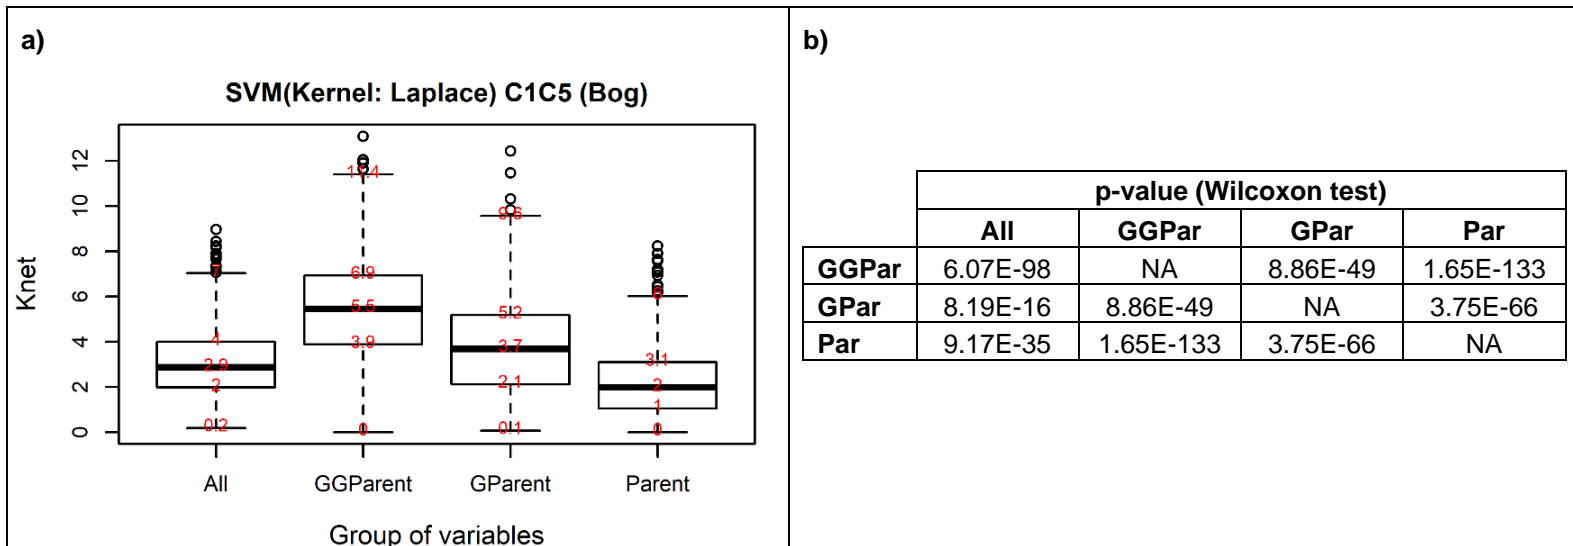 a)
SVM(Kernel: Laplace) C1C5 (Bog)
Knet
12
10
8
6
4
2
0
7
4
2.9
2
0.2
11.4
6.9
5.5
3.9
0
9.6
5.2
3.7
2.1
0.1
6
3.1
2
1
0
All GGParent GParent Parent
Group of variables
b)
p-value (Wilcoxon test)
All GGPar GPar Par
GGPar 6.07E-98 NA 8.86E-49 1.65E-133
GPar 8.19E-16 8.86E-49 NA 3.75E-66
Par 9.17E-35 1.65E-133 3.75E-66 NA